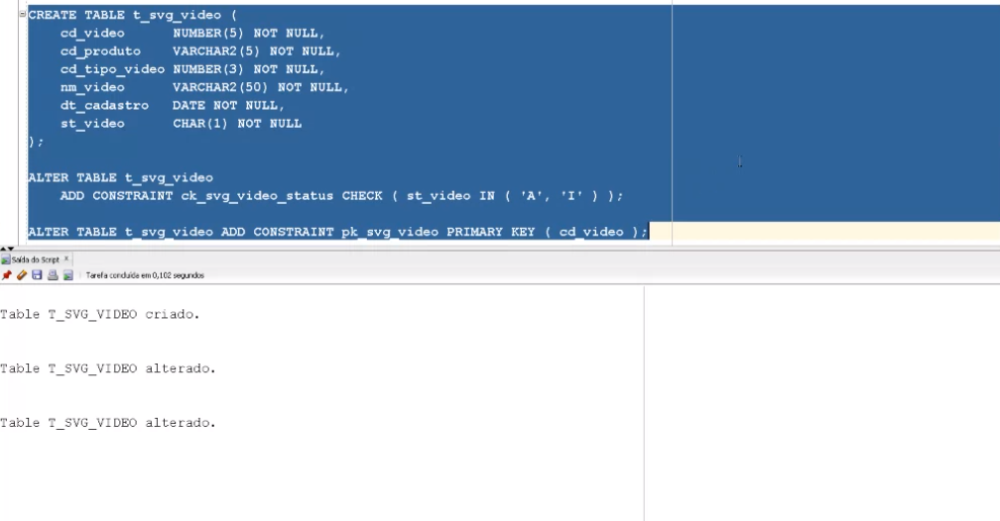 CREATE TABLE t_svg_video (
cd_video NUMBER(5) NOT NULL,
cd_produto VARCHAR2(5) NOT NULL,
cd_tipo_video NUMBER(3) NOT NULL,
nm_video VARCHAR2(50) NOT NULL,
dt_cadastro DATE NOT NULL,
st_video CHAR(1) NOT NULL
);
ALTER TABLE t_svg_video
ADD CONSTRAINT ck_svg_video_status CHECK ( st_video IN ( 'A', 'I' ) );
ALTER TABLE t_svg_video ADD CONSTRAINT pk_svg_video PRIMARY KEY ( cd_video );
Saída do Script ×
Tarefa concluída em 0,102 segundos
Table T_SVG_VIDEO criado.
Table T_SVG_VIDEO alterado.
Table T_SVG_VIDEO alterado.